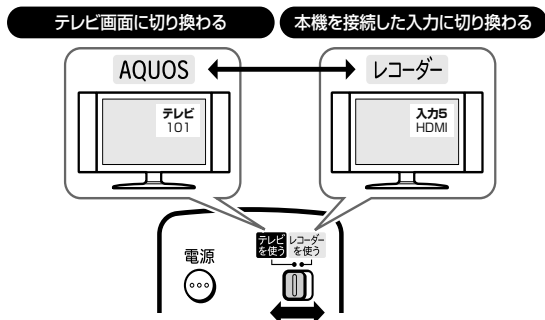 テレビ画面に切り換わる
本機を接続した入力に切り換わる
AQUOS
レコーダー
テレビ
101
入力5
HDMI
テレビ
を使う
レコーダー
を使う
電源